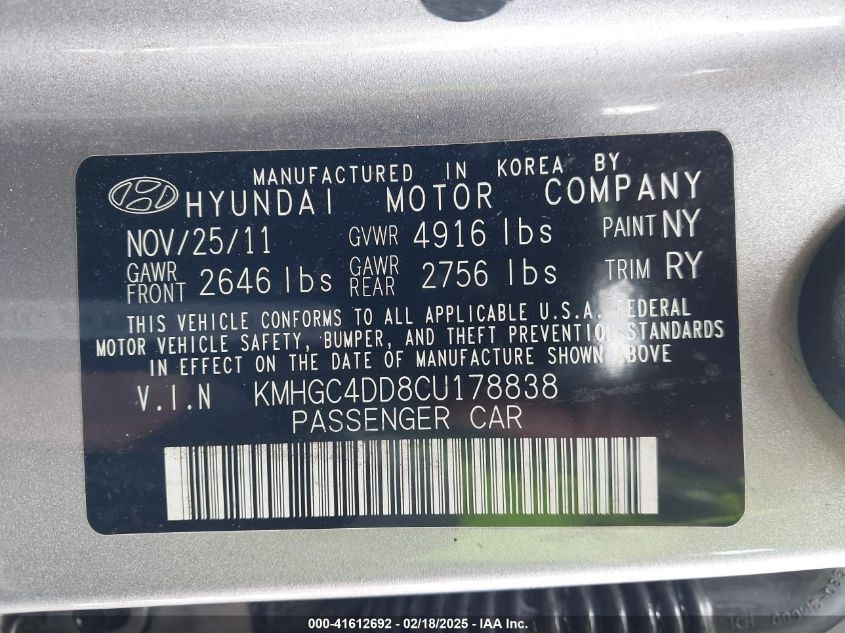 MANUFACTURED IN KOREA BY
HYUNDAI MOTOR COMPANY
NOV/25/11 GVWR 4916 lbs PAINT NY
GAWR FRONT 2646 lbs GAWR REAR 2756 lbs TRIM RY
THIS VEHICLE CONFORMS TO ALL APPLICABLE U.S.A. FEDERAL
MOTOR VEHICLE SAFETY, BUMPER, AND THEFT PREVENTION STANDARDS
IN EFFECT ON THE DATE OF MANUFACTURE SHOWN ABOVE
V.I.N KMHGC4DD8CU178838
PASSENGER CAR
000-41612692 - 02/18/2025 - IAA Inc.